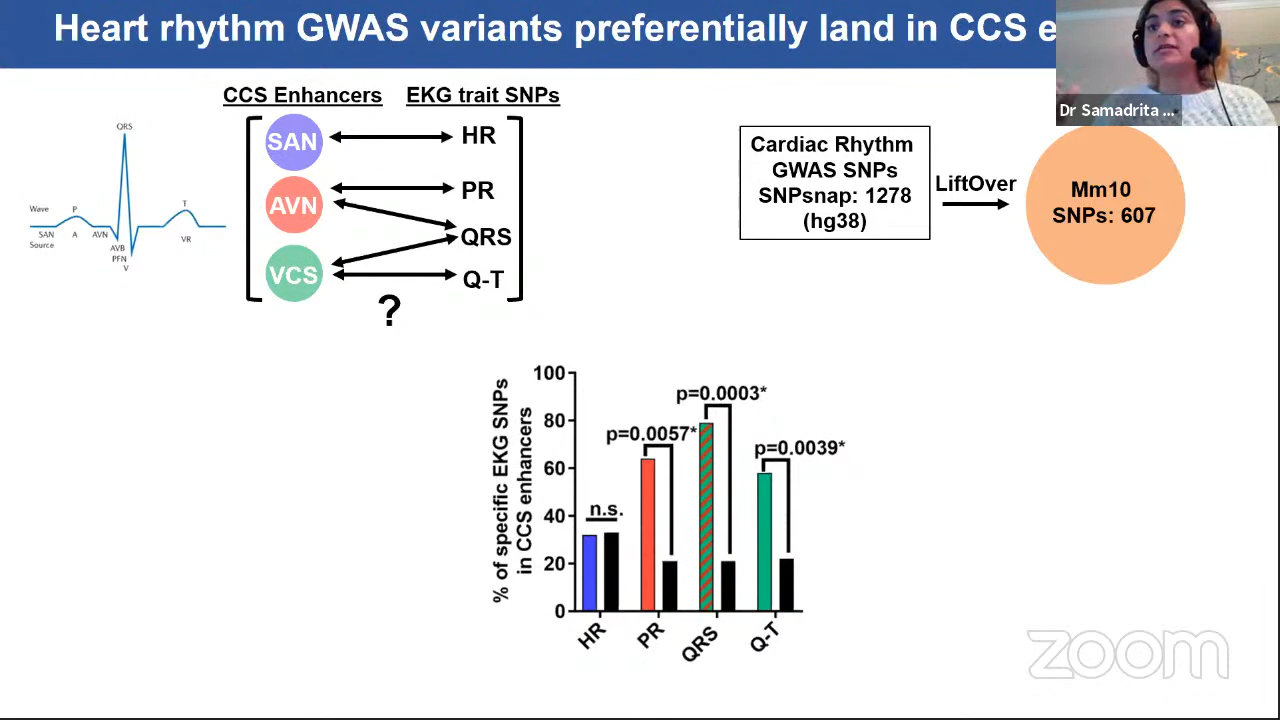 Heart rhythm GWAS variants preferentially land in CCS
Dr Samadrita ...
CCS Enhancers EKG trait SNPs
SAN HR
AVN PR
QRS
VCS Q-T
?
QRS
Wave P T
SAN A AVN VR
Source AVB
PFN
V
Cardiac Rhythm
GWAS SNPs
SNPsnap: 1278
(hg38)
LiftOver
Mm10
SNPs: 607
% of specific EKG SNPs
in CCS enhancers
100
80
60
40
20
0
n.s.
p=0.0057*
p=0.0003*
p=0.0039*
HR
PR
QRS
Q-T
zoom